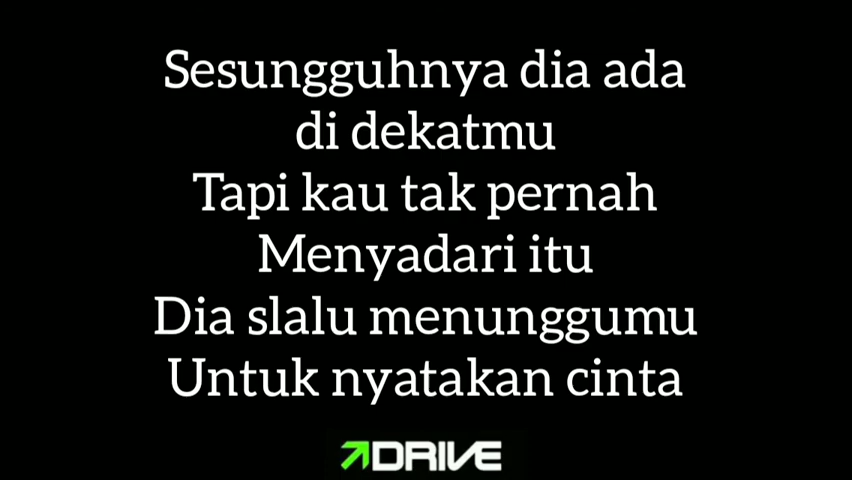 Sesungguhnya dia ada
di dekatmu
Tapi kau tak pernah
Menyadari itu
Dia slalu menunggumu
Untuk nyatakan cinta
DRIVE